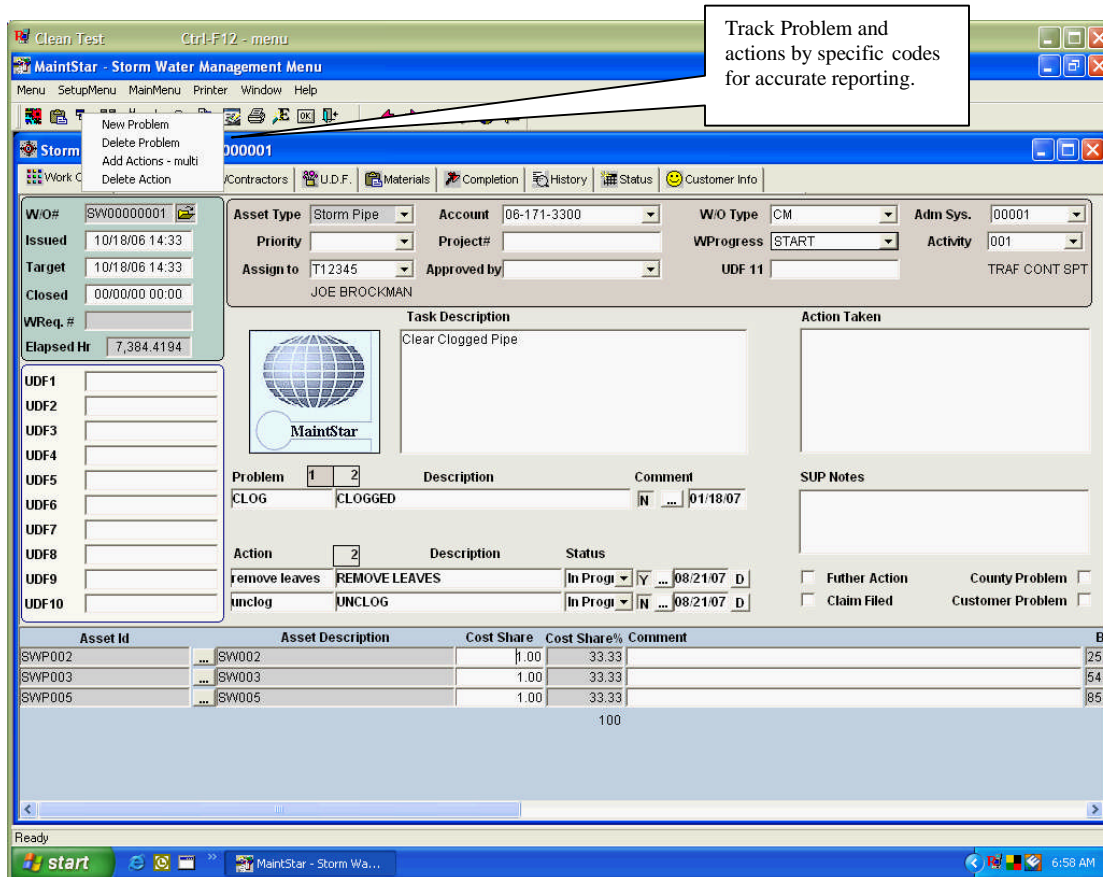 Clean Test Ctrl-F12 - menu
Track Problem and
actions by specific codes
for accurate reporting.
MaintStar - Storm Water Management Menu
Menu SetupMenu MainMenu Printer Window Help
OK
New Problem
Delete Problem
Add Actions - multi
Delete Action
Storm 000001
Work Contractors U.D.F. Materials Completion History Status Customer Info
W/O# SW00000001 Asset Type Storm Pipe Account 06-171-3300 W/O Type CM Adm Sys. 00001
Issued 10/18/06 14:33 Priority Project# WProgress START Activity 001
Target 10/18/06 14:33 Assign to T12345 Approved by UDF 11 TRAF CONT SPT
Closed 00/00/00 00:00 JOE BROCKMAN
WReq. # Task Description Action Taken
Elapsed Hr 7,384.4194 Clear Clogged Pipe
MaintStar
UDF1
UDF2
UDF3
UDF4
UDF5 Problem 1 2 Description Comment SUP Notes
UDF6 CLOG CLOGGED N ... 01/18/07
UDF7
UDF8 Action 2 Description Status
UDF9 remove leaves REMOVE LEAVES In Progr Y ... 08/21/07 D Futher Action County Problem
UDF10 unclog UNCLOG In Progr N ... 08/21/07 D Claim Filed Customer Problem
Asset Id Asset Description Cost Share Cost Share% Comment B
SWP002 ... SW002 1.00 33.33 25
SWP003 ... SW003 1.00 33.33 54
SWP005 ... SW005 1.00 33.33 85
100
Ready
start MaintStar - Storm Wa... 6:58 AM